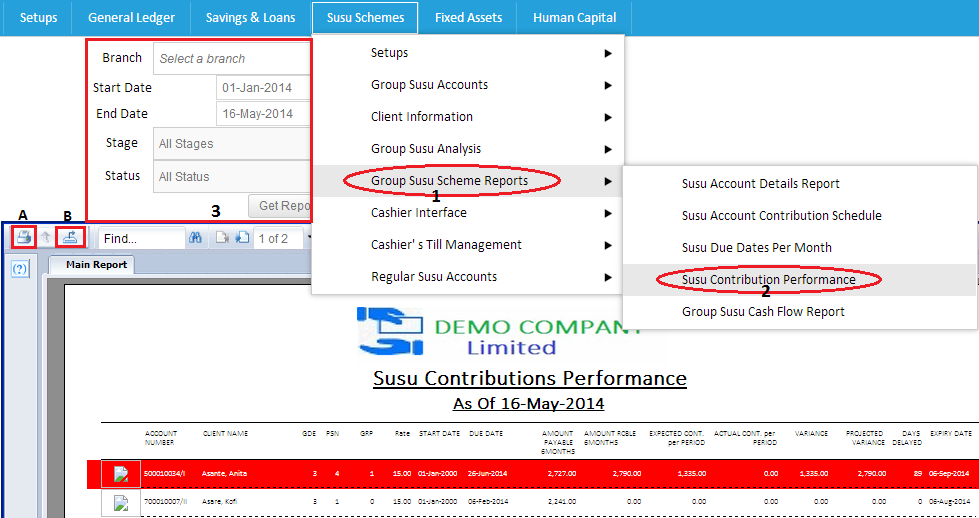 Setups General Ledger Savings & Loans Susu Schemes Fixed Assets Human Capital
Branch Select a branch
Start Date 01-Jan-2014
End Date 16-May-2014
Stage All Stages
Status All Status
3 Get Repo
Setups
Group Susu Accounts
Client Information
Group Susu Analysis
Group Susu Scheme Reports
1
Cashier Interface
Cashier' s Till Management
Regular Susu Accounts
Susu Account Details Report
Susu Account Contribution Schedule
Susu Due Dates Per Month
Susu Contribution Performance
2
Group Susu Cash Flow Report
A B
Find... 1 of 2
(?) Main Report
DEMO COMPANY
Limited
Susu Contributions Performance
As Of 16-May-2014
ACCOUNT NUMBER CLIENT NAME GDE PSN GRP Rate START DATE DUE DATE AMOUNT PAYABLE 6MONTHS AMOUNT RCBLE 6MONTHS EXPECTED CONT. per PERIOD ACTUAL CONT. per PERIOD VARIANCE PROJECTED VARIANCE DAYS DELAYED EXPIRY DATE
500010034/I Asante, Anita 3 4 1 15.00 01-Jan-2000 26-Jun-2014 2,727.00 2,790.00 1,335.00 0.00 1,335.00 2,790.00 89 06-Sep-2014
700010007/II Asare, Kofi 3 1 0 15.00 01-Jan-2000 06-Feb-2014 2,241.00 0.00 0.00 0.00 0.00 0.00 0 06-Aug-2014